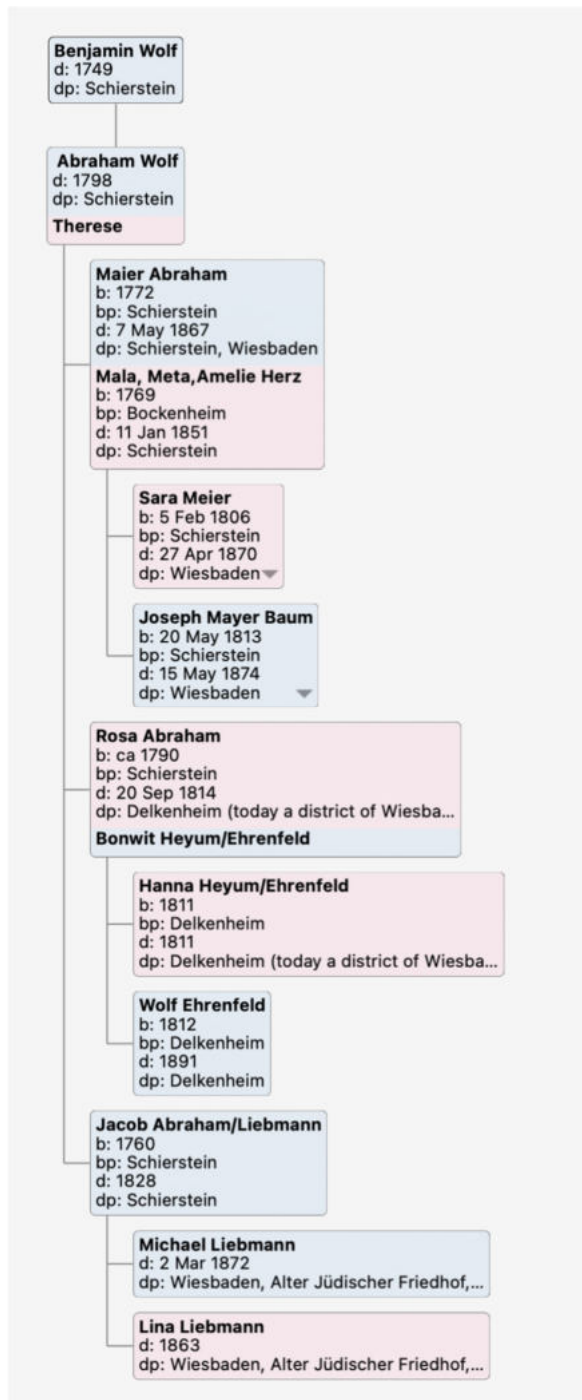 Benjamin Wolf
d: 1749
dp: Schierstein
Abraham Wolf
d: 1798
dp: Schierstein
Therese
Maier Abraham
b: 1772
bp: Schierstein
d: 7 May 1867
dp: Schierstein, Wiesbaden
Mala, Meta,Amelie Herz
b: 1769
bp: Bockenheim
d: 11 Jan 1851
dp: Schierstein
Sara Meier
b: 5 Feb 1806
bp: Schierstein
d: 27 Apr 1870
dp: Wiesbaden
Joseph Mayer Baum
b: 20 May 1813
bp: Schierstein
d: 15 May 1874
dp: Wiesbaden
Rosa Abraham
b: ca 1790
bp: Schierstein
d: 20 Sep 1814
dp: Delkenheim (today a district of Wiesba...
Bonwit Heyum/Ehrenfeld
Hanna Heyum/Ehrenfeld
b: 1811
bp: Delkenheim
d: 1811
dp: Delkenheim (today a district of Wiesba...
Wolf Ehrenfeld
b: 1812
bp: Delkenheim
d: 1891
dp: Delkenheim
Jacob Abraham/Liebmann
b: 1760
bp: Schierstein
d: 1828
dp: Schierstein
Michael Liebmann
d: 2 Mar 1872
dp: Wiesbaden, Alter Jüdischer Friedhof,...
Lina Liebmann
d: 1863
dp: Wiesbaden, Alter Jüdischer Friedhof,...